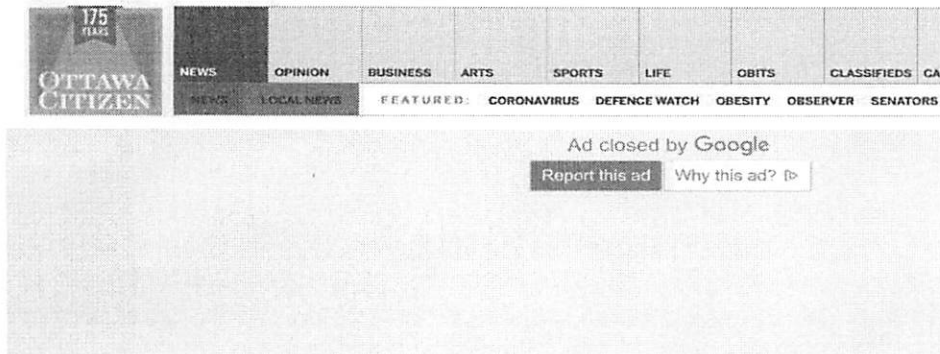 175
YEARS
OTTAWA
CITIZEN
NEWS OPINION BUSINESS ARTS SPORTS LIFE OBITS CLASSIFIEDS CA
NEWS LOCAL NEWS FEATURED: CORONAVIRUS DEFENCE WATCH OBESITY OBSERVER SENATORS
Ad closed by Google
Report this ad Why this ad?